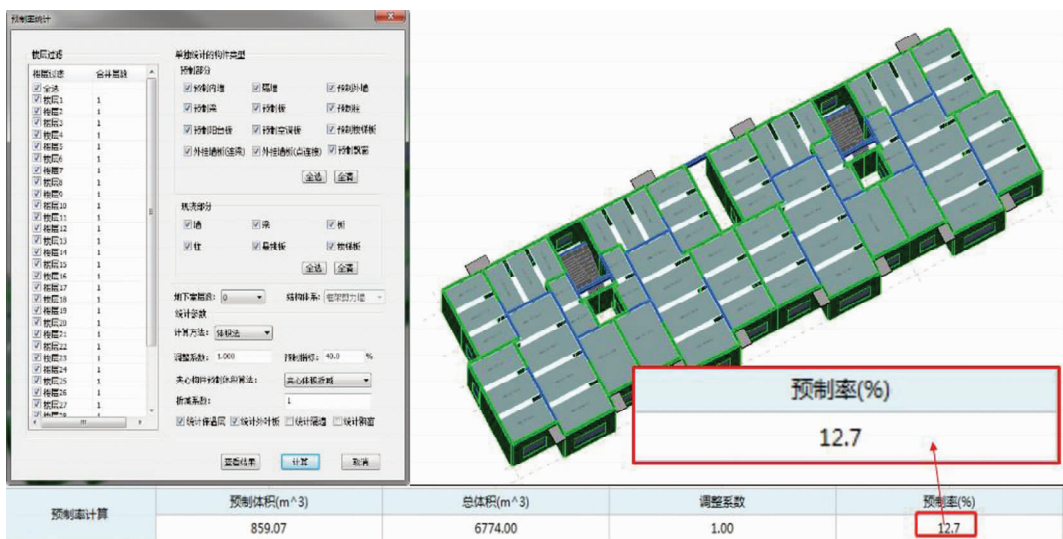 预制率统计
楼层过滤
楼层过滤 合并层数
全选
楼层1 1
楼层2 1
楼层3 1
楼层4 1
楼层5 1
楼层6 1
楼层7 1
楼层8 1
楼层9 1
楼层10 1
楼层11 1
楼层12 1
楼层13 1
楼层14 1
楼层15 1
楼层16 1
楼层17 1
楼层18 1
楼层19 1
楼层20 1
楼层21 1
楼层22 1
楼层23 1
楼层24 1
楼层25 1
楼层26 1
楼层27 1
单独统计的构件类型
预制部分
预制内墙 隔墙 预制外墙
预制梁 预制板 预制柱
预制阳台板 预制空调板 预制楼梯板
外挂墙板(连梁) 外挂墙板(点连接) 预制飘窗
全选 全清
现浇部分
墙 梁 板
柱 悬挑板 楼梯板
全选 全清
地下室层数: 0 结构体系: 框架剪力墙
统计参数
计算方法: 体积法
调整系数: 1.000 预制指标: 40.0 %
夹心构件预制体积算法: 夹心体积折减
折减系数: 1
统计保温层 统计外叶板 统计隔墙 统计飘窗
查看结果 计算 取消
预制率(%)
12.7
预制率计算 预制体积(m^3) 总体积(m^3) 调整系数 预制率(%)
859.07 6774.00 1.00 12.7